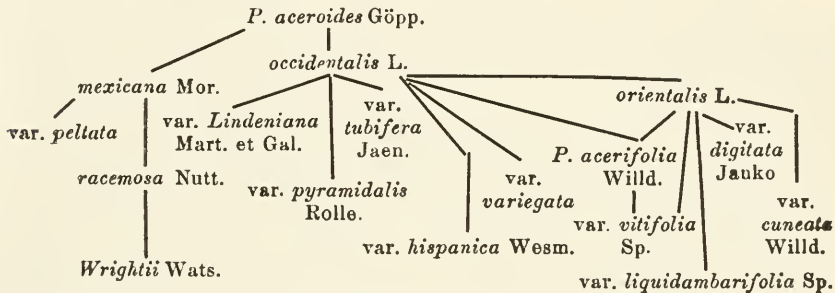 P. aceroides Göpp.
mexicana Mor.
occidentalis L.
orientalis L.
var. peltata
var. Lindeniana
Mart. et Gal.
var.
tubifera
Jaen.
P. acerifolia
Willd.
var.
digitata
Jauko
racemosa Nutt.
var. pyramidalis
Rolle.
var.
variegata
var. vitifolia
Sp.
var.
cuneata
Willd.
var. hispanica Wesm.
Wrightii Wats.
var. liquidambarifolia Sp.